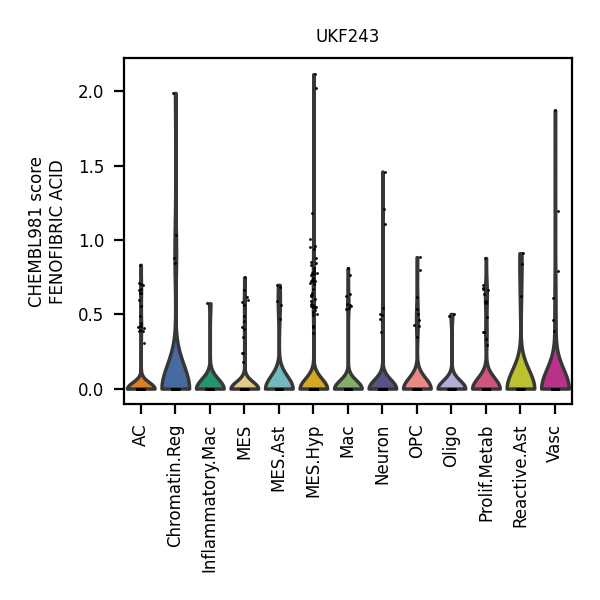 UKF243
CHEMBL981 score
FENOFIBRIC ACID
2.0
1.5
1.0
0.5
0.0
AC
Chromatin.Reg
Inflammatory.Mac
MES
MES.Ast
MES.Hyp
Mac
Neuron
OPC
Oligo
Prolif.Metab
Reactive.Ast
Vasc